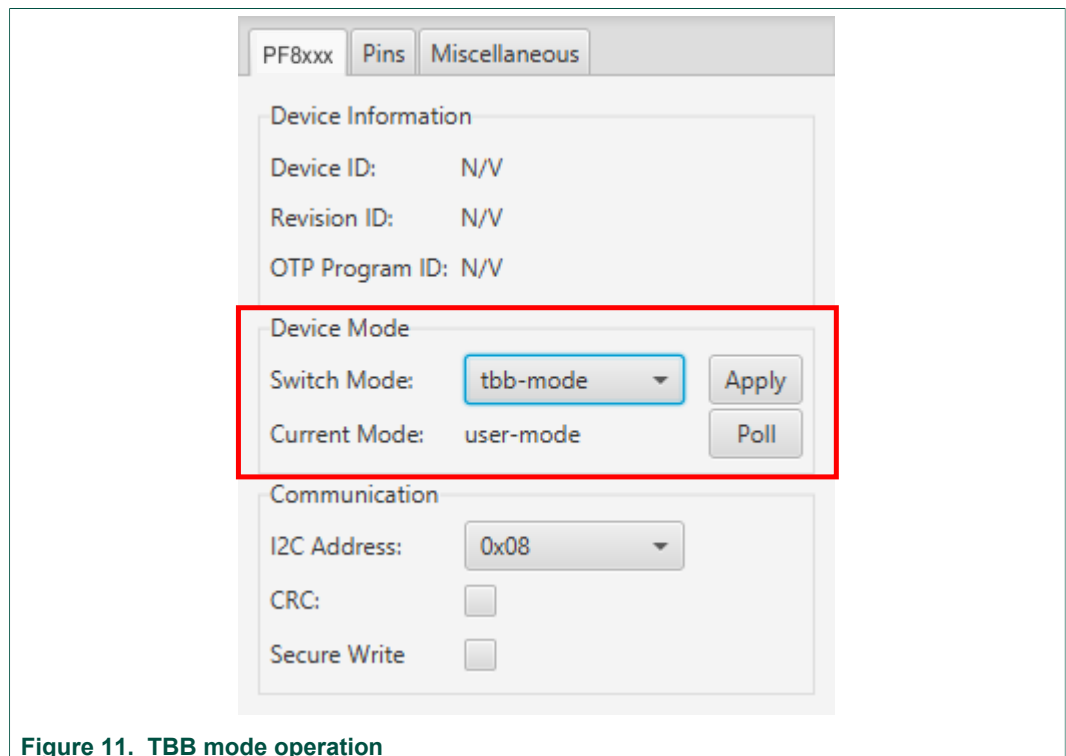 PF8xxx Pins Miscellaneous
Device Information
Device ID: N/V
Revision ID: N/V
OTP Program ID: N/V
Device Mode
Switch Mode: tbb-mode Apply
Current Mode: user-mode Poll
Communication
I2C Address: 0x08
CRC:
Secure Write
Figure 11. TBB mode operation